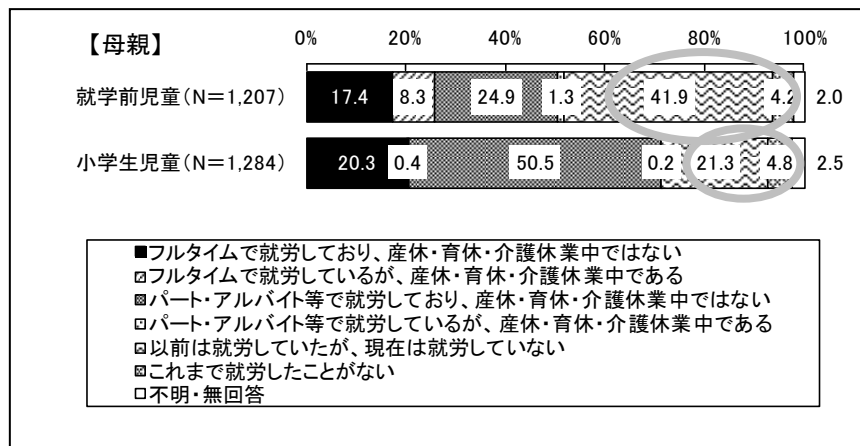 【母親】
0% 20% 40% 60% 80% 100%
就学前児童(N=1,207) 17.4 8.3 24.9 1.3 41.9 4.2 2.0
小学生児童(N=1,284) 20.3 0.4 50.5 0.2 21.3 4.8 2.5
フルタイムで就労しており、産休・育休・介護休業中ではない
フルタイムで就労しているが、産休・育休・介護休業中である
パート・アルバイト等で就労しており、産休・育休・介護休業中ではない
パート・アルバイト等で就労しているが、産休・育休・介護休業中である
以前は就労していたが、現在は就労していない
これまで就労したことがない
不明・無回答